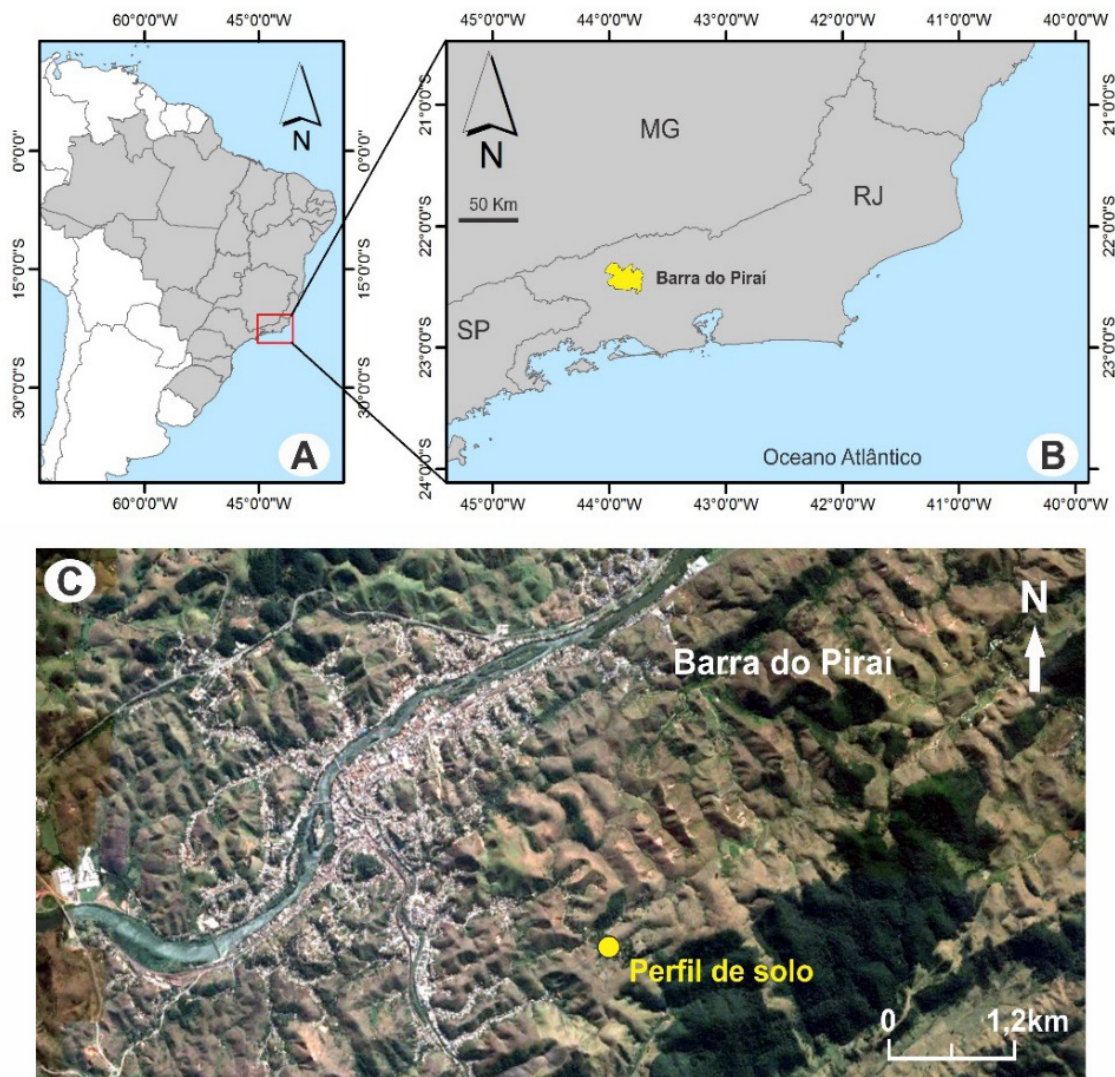 60°0'0"W 45°0'0"W
45°0'0"W 44°0'0"W 43°0'0"W 42°0'0"W 41°0'0"W 40°0'0"W
0°0'0"
15°0'0"S
30°0'0"S
N
A
0°0'0"
15°0'0"S
30°0'0"S
60°0'0"W 45°0'0"W
21°0'0"S
22°0'0"S
23°0'0"S
24°0'0"S
N
50 Km
MG
RJ
SP
Barra do Piraí
Oceano Atlântico
B
21°0'0"S
22°0'0"S
23°0'0"S
24°0'0"S
45°0'0"W 44°0'0"W 43°0'0"W 42°0'0"W 41°0'0"W 40°0'0"W
C
N
Barra do Piraí
Perfil de solo
0 1,2km